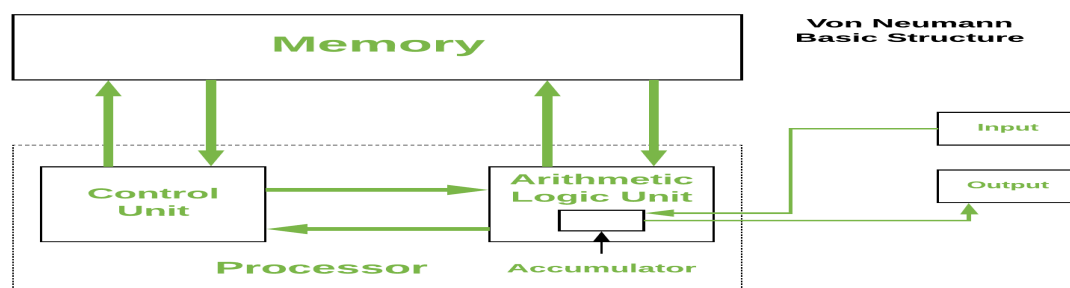 Von Neumann
Basic Structure
Memory
Input
Output
Control
Unit
Arithmetic
Logic Unit
Processor
Accumulator